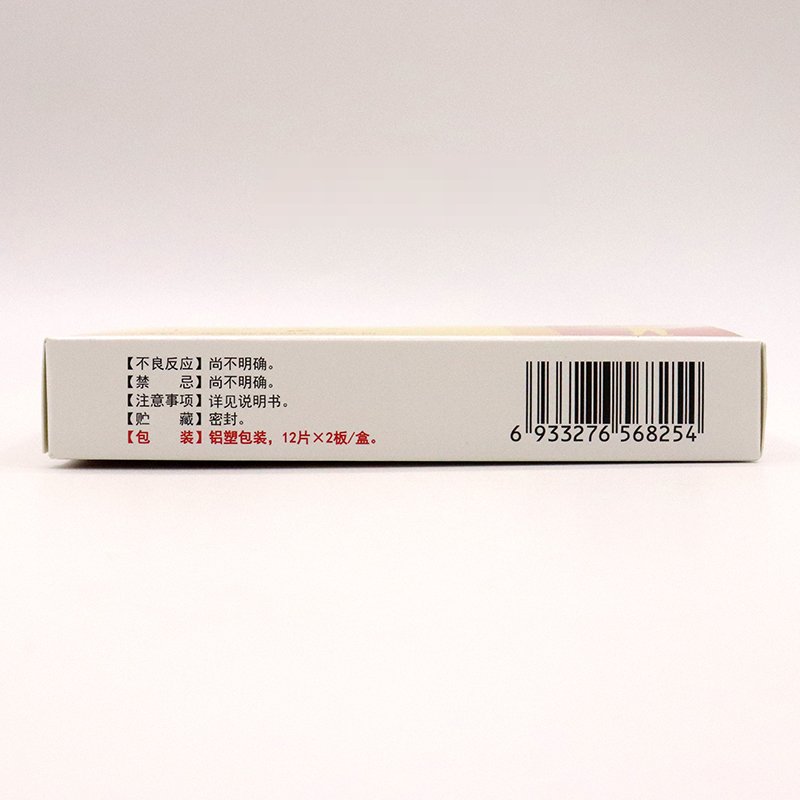 【不良反应】尚不明确。
【禁　　忌】尚不明确。
【注意事项】详见说明书。
【贮　　藏】密封。
【包　　装】铝塑包装，12片×2板/盒。
6 933276 568254